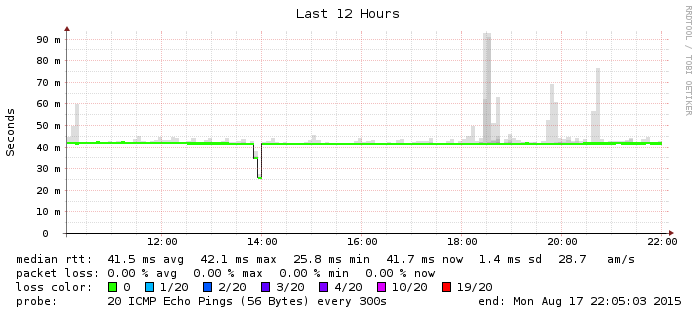 Last 12 Hours
RRDTOOL / TOBI OETIKER
Seconds
90 m
80 m
70 m
60 m
50 m
40 m
30 m
20 m
10 m
0
12:00 14:00 16:00 18:00 20:00 22:00
median rtt: 41.5 ms avg 42.1 ms max 25.8 ms min 41.7 ms now 1.4 ms sd 28.7 am/s
packet loss: 0.00 % avg 0.00 % max 0.00 % min 0.00 % now
loss color: 0 1/20 2/20 3/20 4/20 10/20 19/20
probe: 20 ICMP Echo Pings (56 Bytes) every 300s end: Mon Aug 17 22:05:03 2015